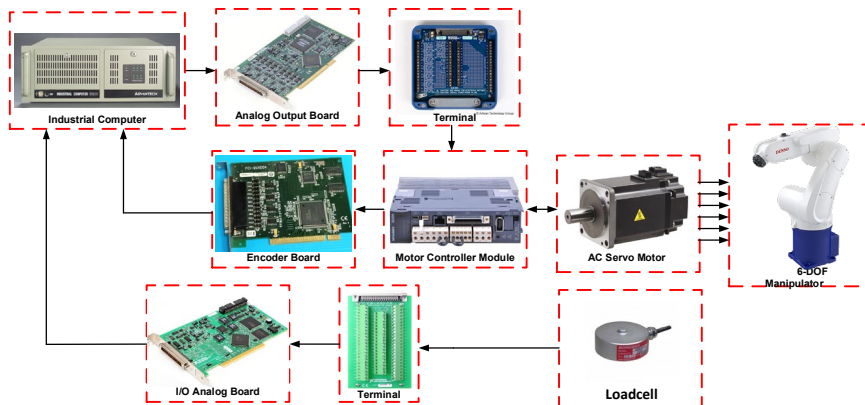 INDUSTRIAL COMPUTER
ADVANTECH
Industrial Computer
Analog Output Board
Terminal
Encoder Board
Motor Controller Module
AC Servo Motor
DENSO
6-DOF
Manipulator
I/O Analog Board
Terminal
Loadcell